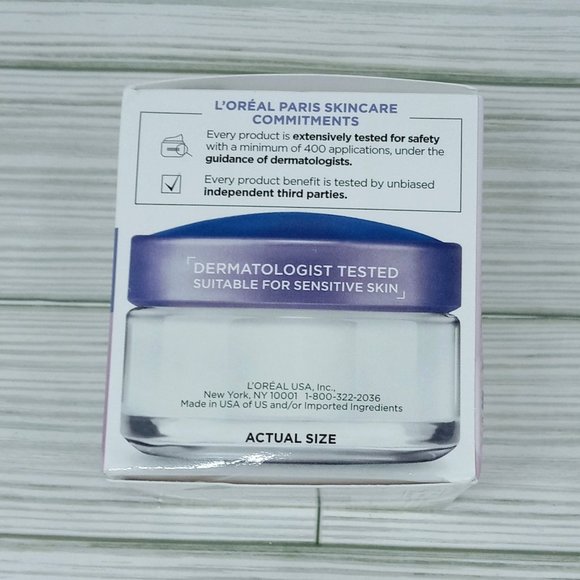 L'ORÉAL PARIS SKINCARE
COMMITMENTS
Every product is extensively tested for safety
with a minimum of 400 applications, under the
guidance of dermatologists.
Every product benefit is tested by unbiased
independent third parties.
DERMATOLOGIST TESTED
SUITABLE FOR SENSITIVE SKIN
L'ORÉAL USA, Inc.,
New York, NY 10001 1-800-322-2036
Made in USA of US and/or Imported Ingredients
ACTUAL SIZE